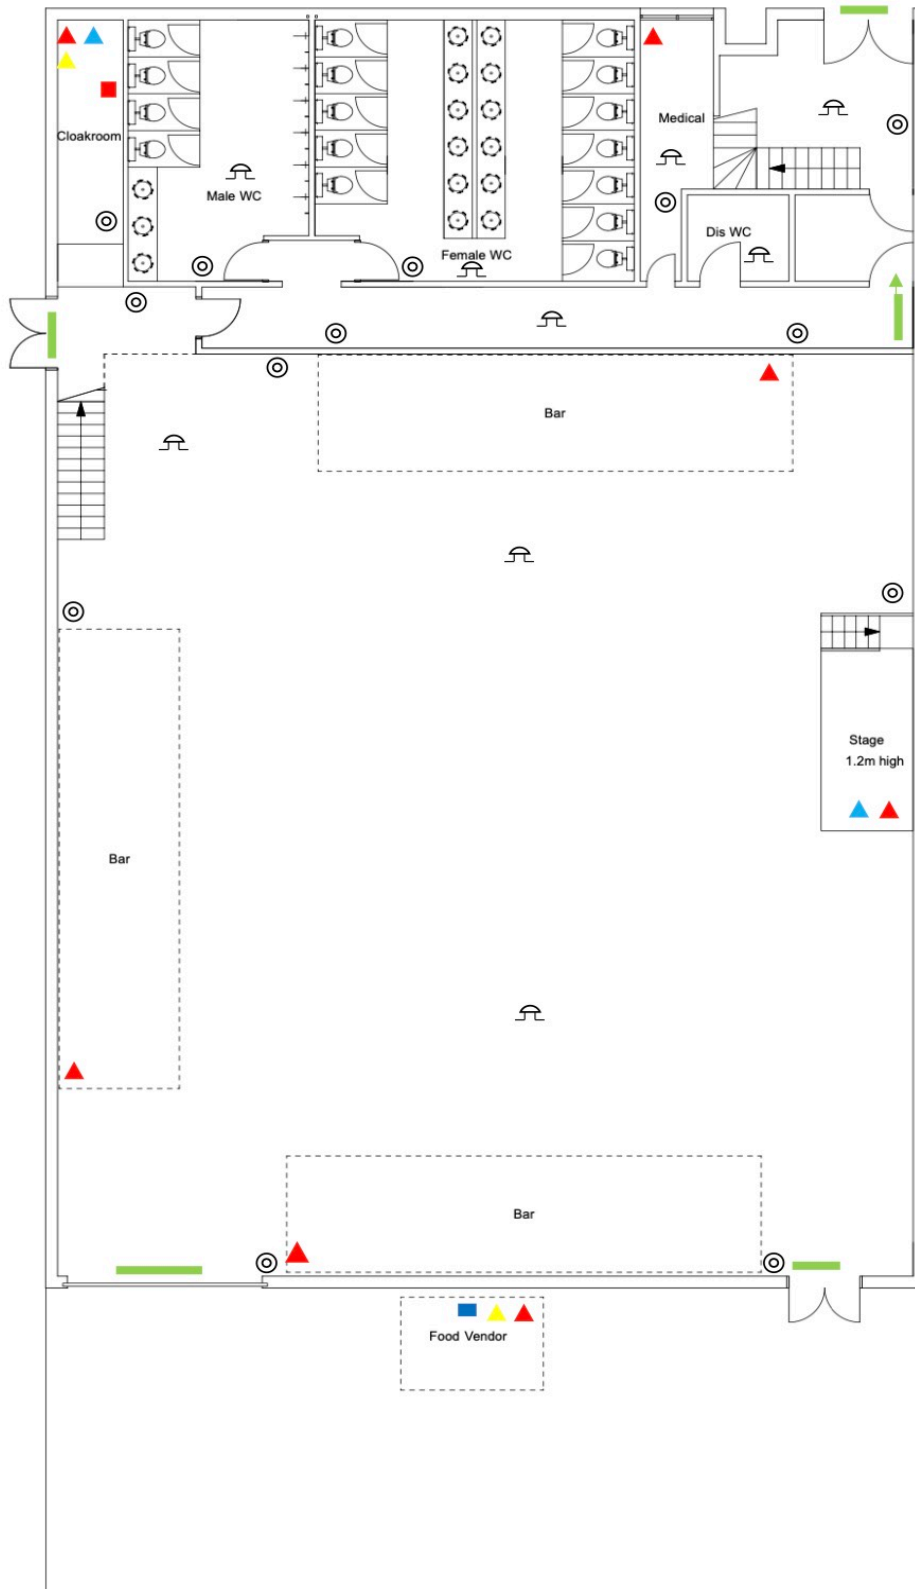 Cloakroom
Male WC
Female WC
Medical
Dis WC
Bar
Stage
1.2m high
Bar
Bar
Food Vendor